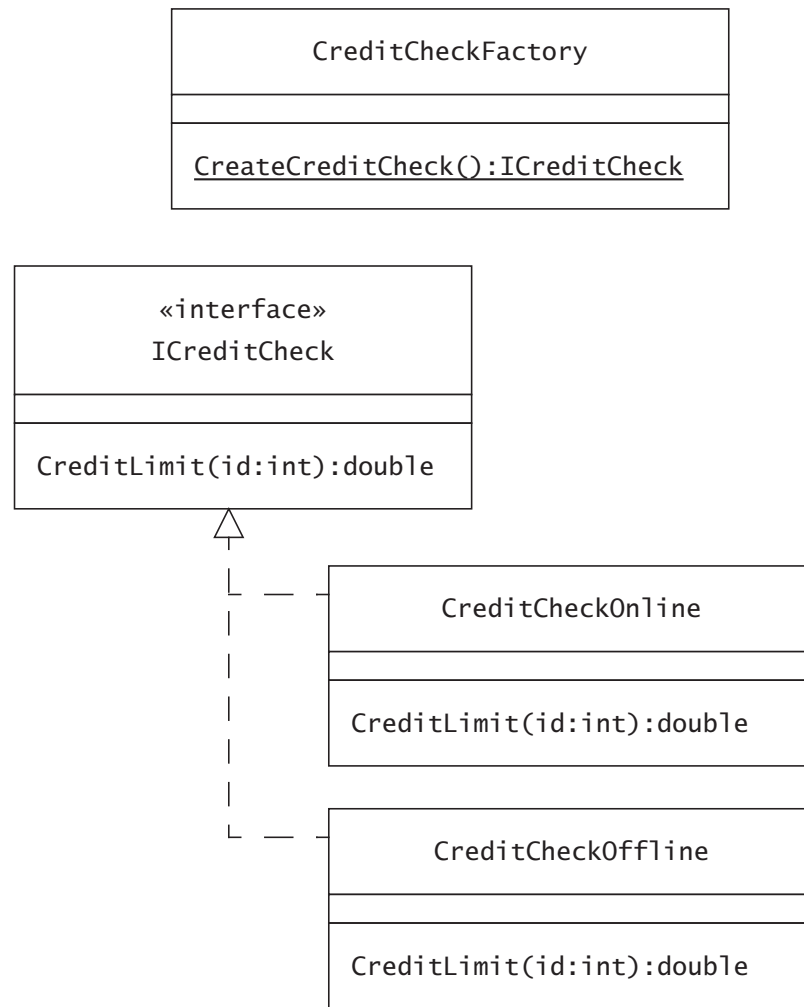 CreditCheckFactory
CreateCreditCheck():ICreditCheck
«interface»
ICreditCheck
CreditLimit(id:int):double
CreditCheckOnline
CreditLimit(id:int):double
CreditCheckOffline
CreditLimit(id:int):double